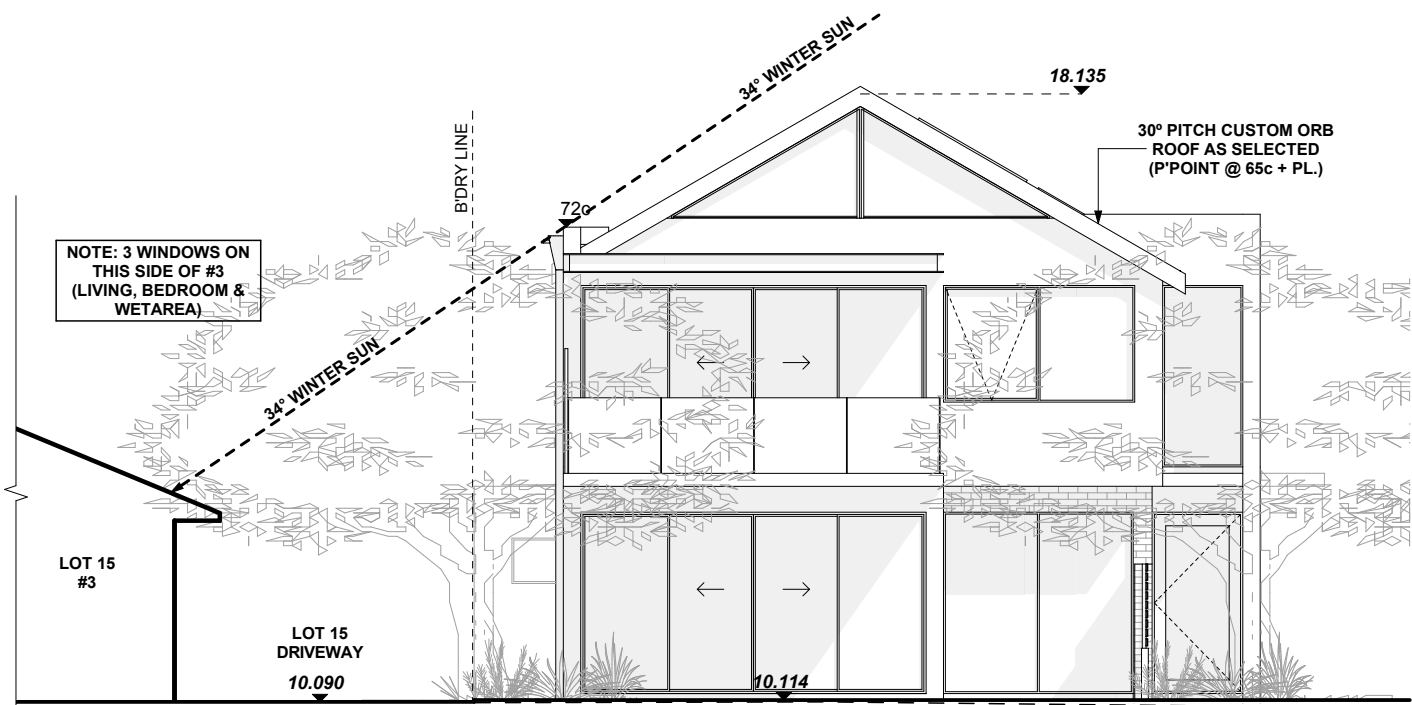 34° WINTER SUN
18.135
B'DRY LINE
30º PITCH CUSTOM ORB
ROOF AS SELECTED
(P'POINT @ 65c + PL.)
72c
NOTE: 3 WINDOWS ON
THIS SIDE OF #3
(LIVING, BEDROOM &
WETAREA)
34° WINTER SUN
LOT 15
#3
LOT 15
DRIVEWAY
10.090
10.114